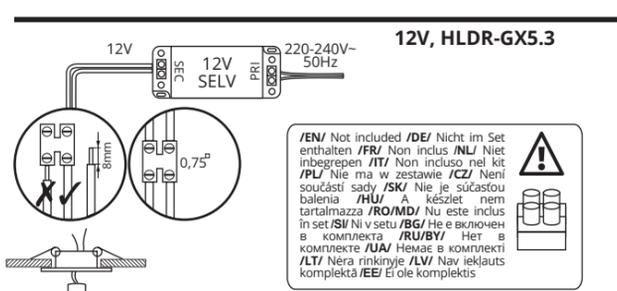 12V, HLDR-GX5.3
12V
220-240V~
50Hz
SEC
12V
SELV
PRI
8mm
0,75
/EN/ Not included /DE/ Nicht im Set
enthalten /FR/ Non inclus /NL/ Niet
inbegrepen /IT/ Non incluso nel kit
/PL/ Nie ma w zestawie /CZ/ Není
součástí sady /SK/ Nie je súčasťou
balenia /HU/ A készlet nem
tartalmazza /RO/MD/ Nu este inclus
în set /SI/ Ni v setu /BG/ Не е включен
в комплекта /RU/BY/ Нет в
комплекте /UA/ Немає в комплекті
/LT/ Nėra rinkinyje /LV/ Nav iekļauts
komplektā /EE/ Ei ole komplektis